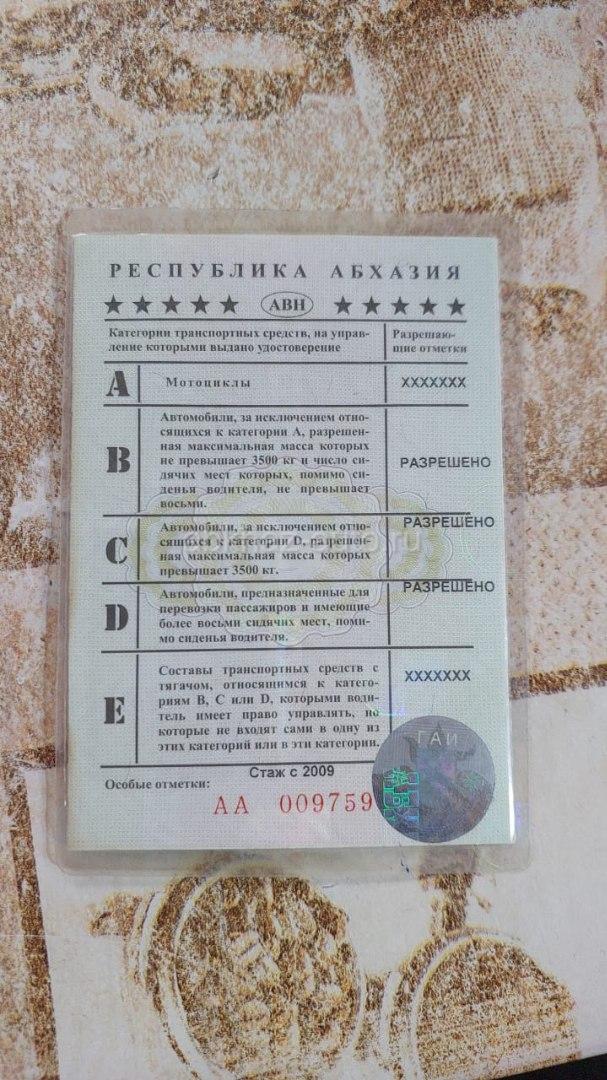 РЕСПУБЛИКА АБХАЗИЯ
★★★★★ АВН ★★★★★
Категории транспортных средств, на управ-
ление которыми выдано удостоверение
Разрешаю-
щие отметки
A
Мотоциклы
XXXXXXX
B
Автомобили, за исключением отно-
сящихся к категории А, разрешен-
ная максимальная масса которых
не превышает 3500 кг и число си-
дячих мест которых, помимо си-
денья водителя, не превышает
восьми.
РАЗРЕШЕНО
C
Автомобили, за исключением отно-
сящихся к категории D, разрешен-
ная максимальная масса которых
превышает 3500 кг.
РАЗРЕШЕНО
D
Автомобили, предназначенные для
перевозки пассажиров и имеющие
более восьми сидячих мест, поми-
мо сиденья водителя.
РАЗРЕШЕНО
E
Составы транспортных средств с
тягачом, относящимся к катего-
риям В, С или D, которыми води-
тель имеет право управлять, но
которые не входят сами в одну из
этих категорий или в эти категории.
XXXXXXX
Стаж с 2009
Особые отметки:
АА 009759
ГАИ